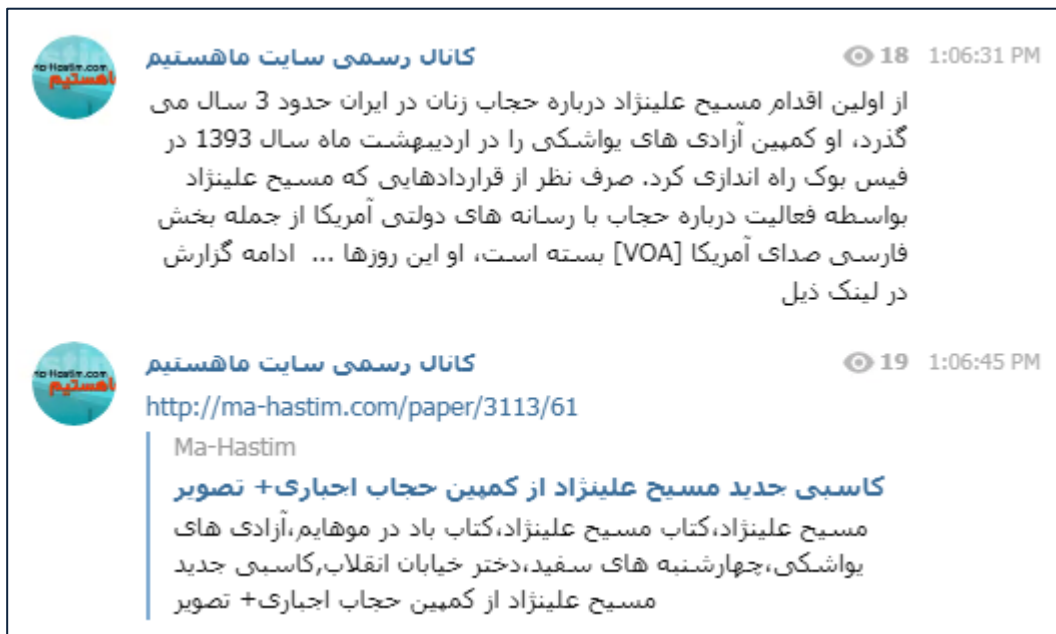 کانال رسمی سایت ماهستیم
18 1:06:31 PM
از اولین اقدام مسیح علینژاد درباره حجاب زنان در ایران حدود 3 سال می
گذرد، او کمپین آزادی های یواشکی را در اردیبهشت ماه سال 1393 در
فیس بوک راه اندازی کرد. صرف نظر از قراردادهایی که مسیح علینژاد
بواسطه فعالیت درباره حجاب با رسانه های دولتی آمریکا از جمله بخش
فارسی صدای آمریکا [VOA] بسته است، او این روزها ... ادامه گزارش
در لینک ذیل
کانال رسمی سایت ماهستیم
19 1:06:45 PM
http://ma-hastim.com/paper/3113/61
Ma-Hastim
کاسبی جدید مسیح علینژاد از کمپین حجاب اجباری+ تصویر
مسیح علینژاد،کتاب مسیح علینژاد،کتاب باد در موهایم,آزادی های
یواشکی،چهارشنبه های سفید،دختر خیابان انقلاب,کاسبی جدید
مسیح علینژاد از کمپین حجاب اجباری+ تصویر